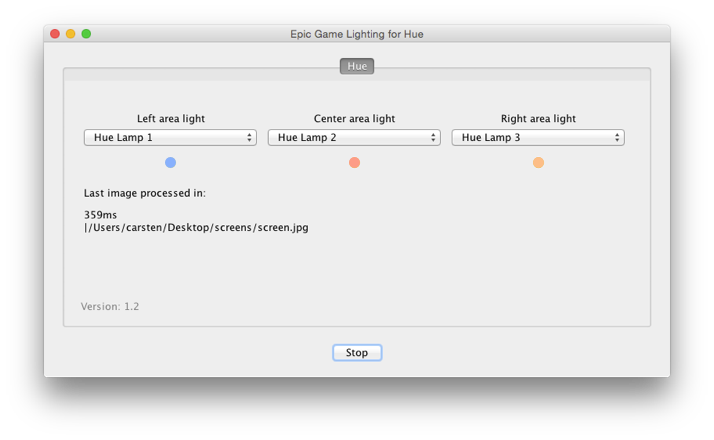 Epic Game Lighting for Hue
Hue
Left area light
Center area light
Right area light
Hue Lamp 1
Hue Lamp 2
Hue Lamp 3
Last image processed in:
359ms
|/Users/carsten/Desktop/screens/screen.jpg
Version: 1.2
Stop